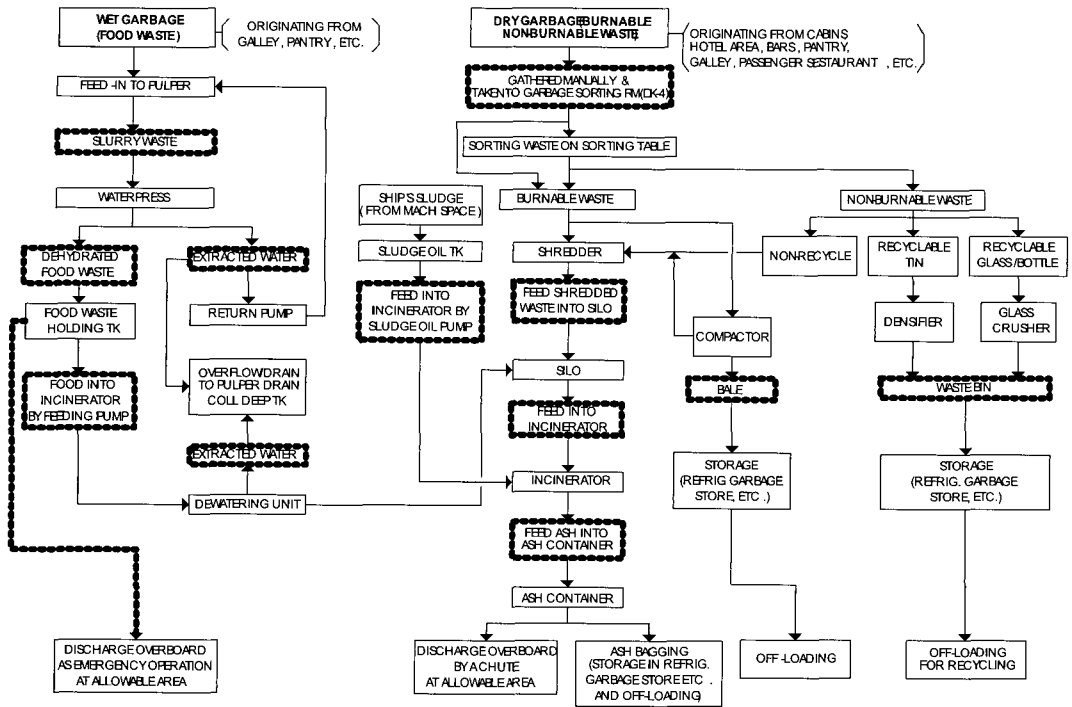 WET GARBAGE
(FOOD WASTE)
ORIGINATING FROM
GALLEY, PANTRY, ETC.
FEED-IN TO PULPER
SLURRY WASTE
WATERPRESS
DEHYDRATED
FOOD WASTE
EXTRACTED WATER
FOOD WASTE
HOLDING TK
RETURN PUMP
FOOD INTO
INCINERATOR
BY FEEDING PUMP
OVERFLOW/DRAIN
TO PULPER DRAIN
COLL DEEP TK
EXTRACTED WATER
DEWATERING UNIT
DISCHARGE OVERBOARD
AS EMERGENCY OPERATION
AT ALLOWABLE AREA
DRY GARBAGE(BURNABLE
NONBURNABLE WASTE)
ORIGINATING FROM CABINS
HOTEL AREA, BARS, PANTRY,
GALLEY, PASSENGER SESTAURANT , ETC.
GATHERED MANUALLY &
TAKEN TO GARBAGE SORTING RM(DK-4)
SORTING WASTE ON SORTING TABLE
SHIP'S SLUDGE
( FROM MACH SPACE)
BURNABLE WASTE
NONBURNABLE WASTE
SLUDGE OIL TK
SHREDDER
NONRECYCLE
RECYCLABLE
TIN
RECYCLABLE
GLASS/BOTTLE
FEED INTO
INCINERATOR BY
SLUDGE OIL PUMP
FEED SHREDDED
WASTE INTO SILO
COMPACTOR
DENSIFIER
GLASS
CRUSHER
SILO
BALE
WASTE BIN
FEED INTO
INCINERATOR
INCINERATOR
STORAGE
(REFRIG GARBAGE
STORE, ETC .)
STORAGE
(REFRIG. GARBAGE
STORE, ETC.)
FEED ASH INTO
ASH CONTAINER
ASH CONTAINER
DISCHARGE OVERBOARD
BY A CHUTE
AT ALLOWABLE AREA
ASH BAGGING
(STORAGE IN REFRIG.
GARBAGE STORE ETC .
AND OFF-LOADING)
OFF-LOADING
OFF-LOADING
FOR RECYCLING